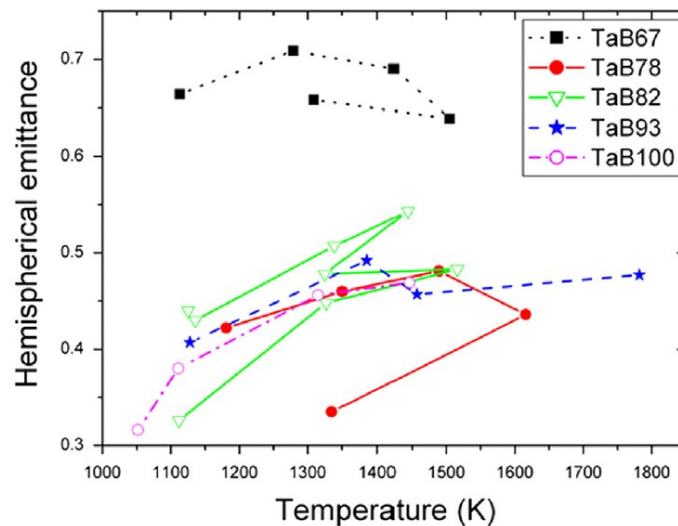 0.7
0.6
0.5
0.4
0.3
Hemispherical emittance
1000 1100 1200 1300 1400 1500 1600 1700 1800
Temperature (K)
TaB67
TaB78
TaB82
TaB93
TaB100